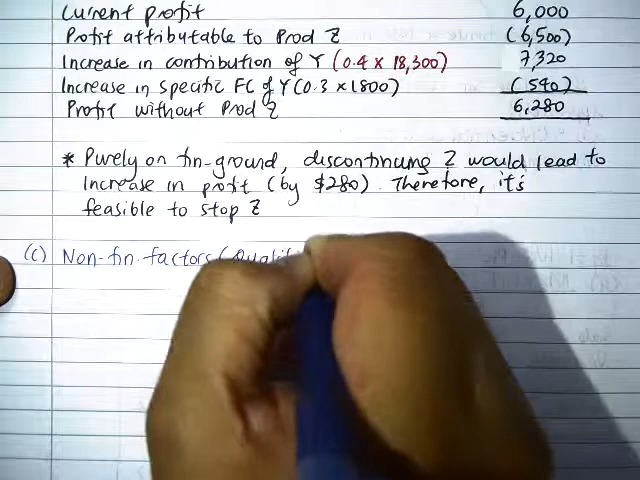 Current profit 6,000
Profit attributable to Prod Z (6,500)
Increase in contribution of Y (0.4 × 18,300) 7,320
Increase in specific FC of Y (0.3 × 1800) (540)
Profit without Prod Z 6,280
* Purely on fin-ground, discontinuing Z would lead to
increase in profit (by $280). Therefore, it's
feasible to stop Z
(c) Non-fin. factors (Qualit